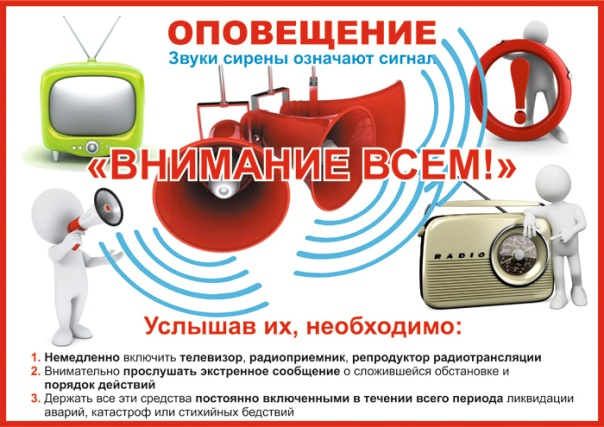 ОПОВЕЩЕНИЕ
Звуки сирены означают сигнал
«ВНИМАНИЕ ВСЕМ!»
RADIO
Услышав их, необходимо:
1. Немедленно включить телевизор, радиоприемник, репродуктор радиотрансляции
2. Внимательно прослушать экстренное сообщение о сложившейся обстановке и
порядок действий
3. Держать все эти средства постоянно включенными в течении всего периода ликвидации
аварий, катастроф или стихийных бедствий